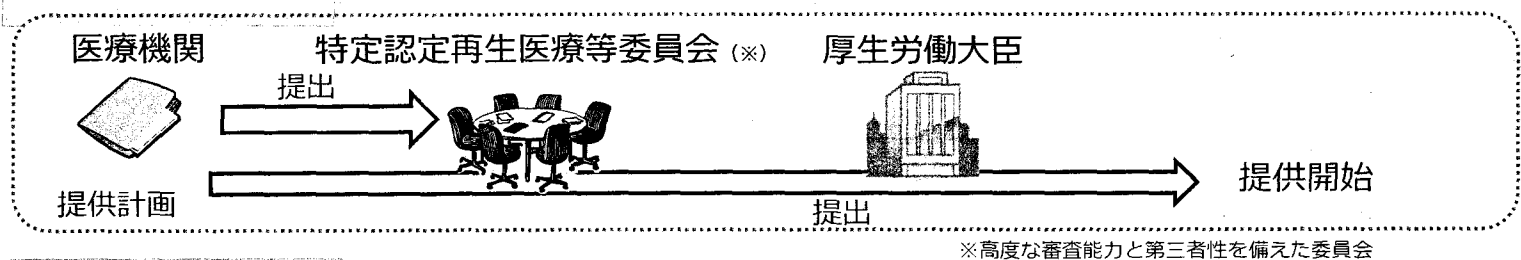 医療機関
特定認定再生医療等委員会（※）
厚生労働大臣
提出
提供計画
提出
提供開始
※高度な審査能力と第三者性を備えた委員会